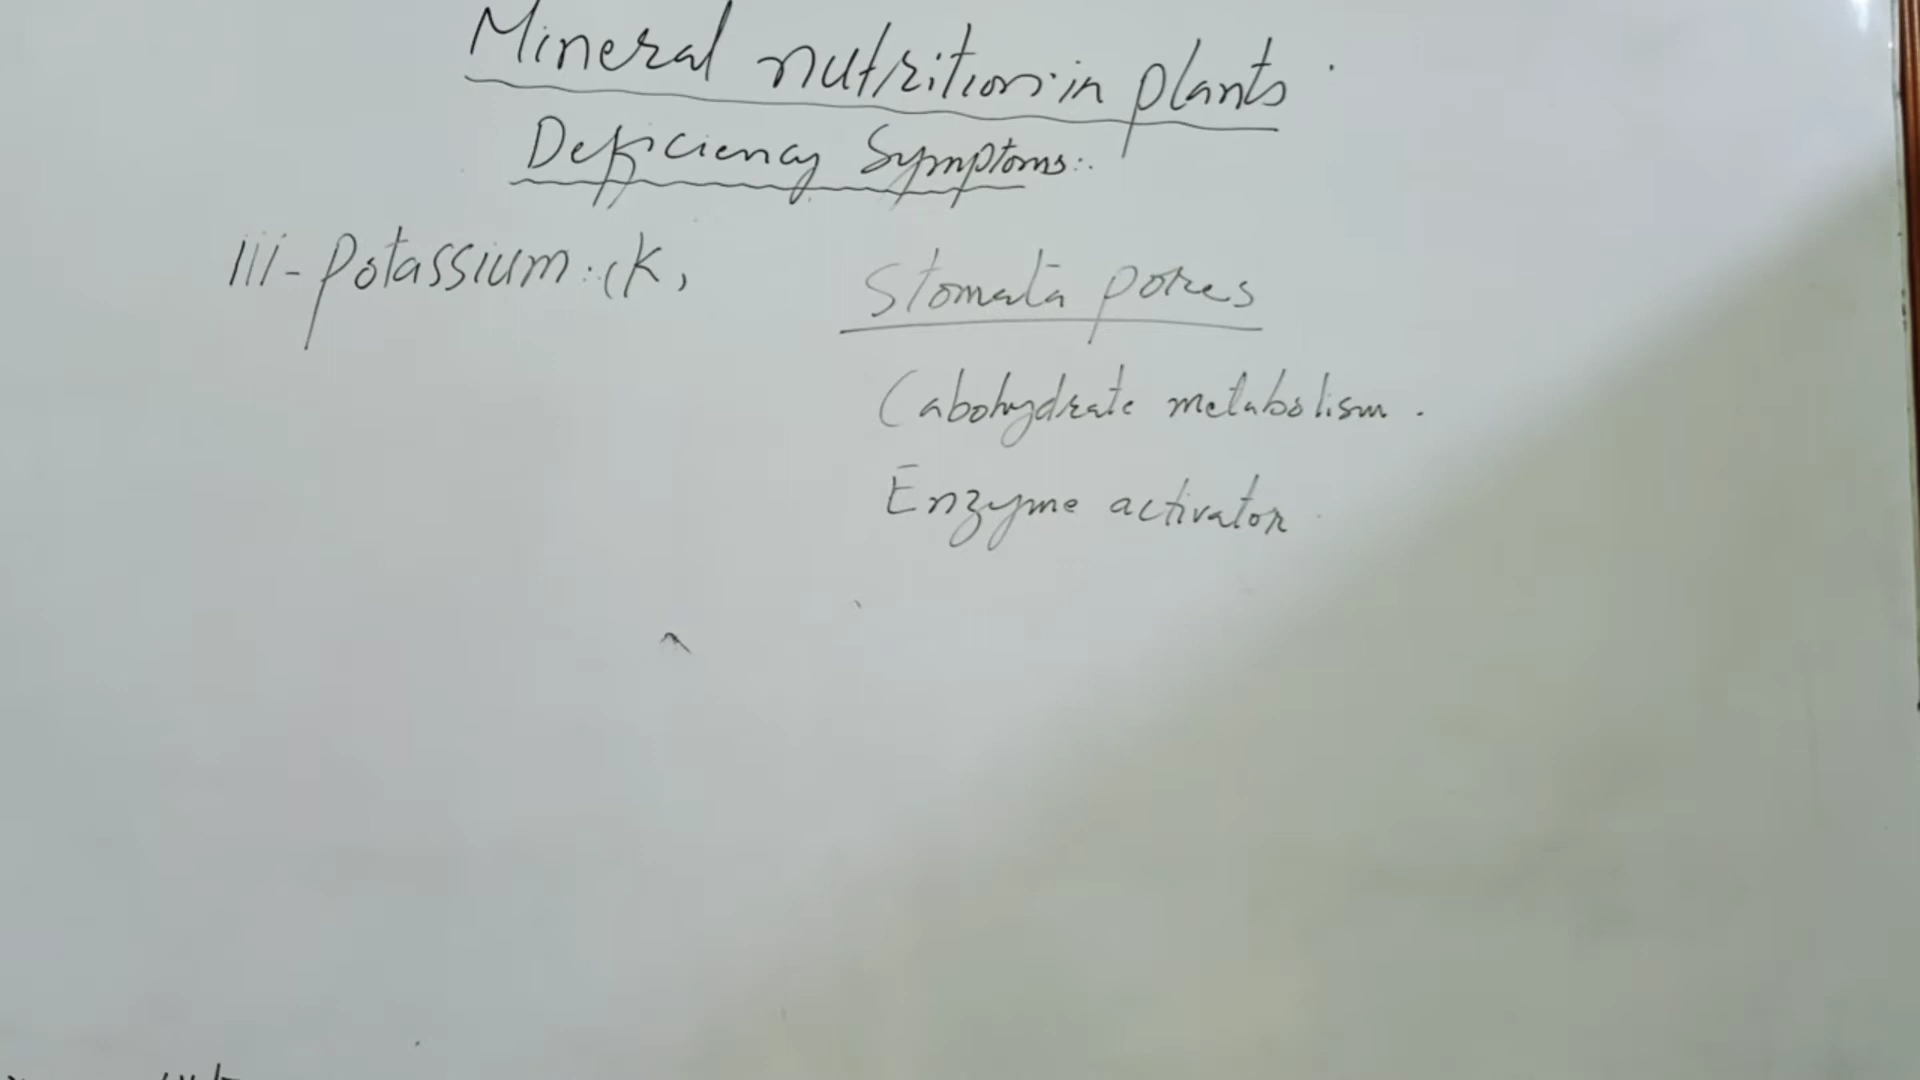 Mineral nutrition in plants.
Deficiency Symptoms:.
III- Potassium:(K,
Stomata pores
Cabohydrate metabolism.
Enzyme activator